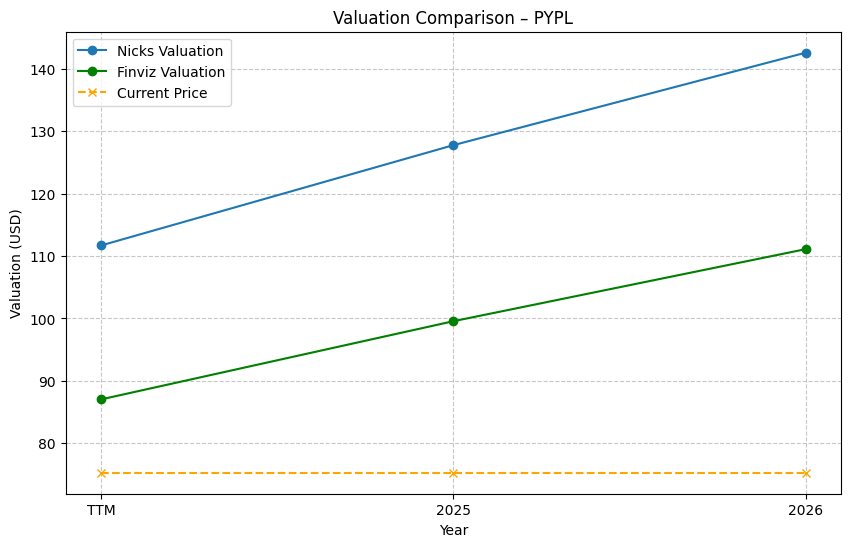 Valuation Comparison – PYPL
Nicks Valuation
Finviz Valuation
Current Price
Valuation (USD)
140
130
120
110
100
90
80
TTM
2025
2026
Year